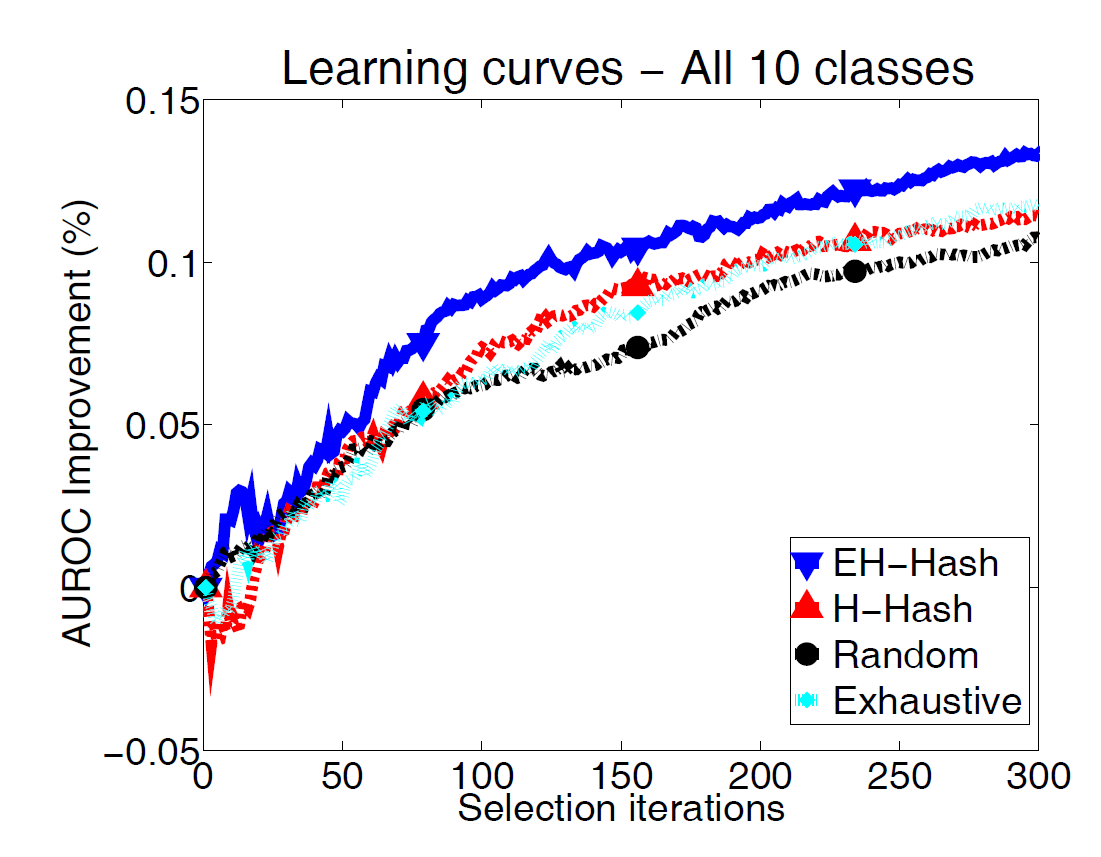 Learning curves − All 10 classes
AUROC Improvement (%)
0.15
0.1
0.05
0
−0.05
0 50 100 150 200 250 300
Selection iterations
EH−Hash
H−Hash
Random
Exhaustive